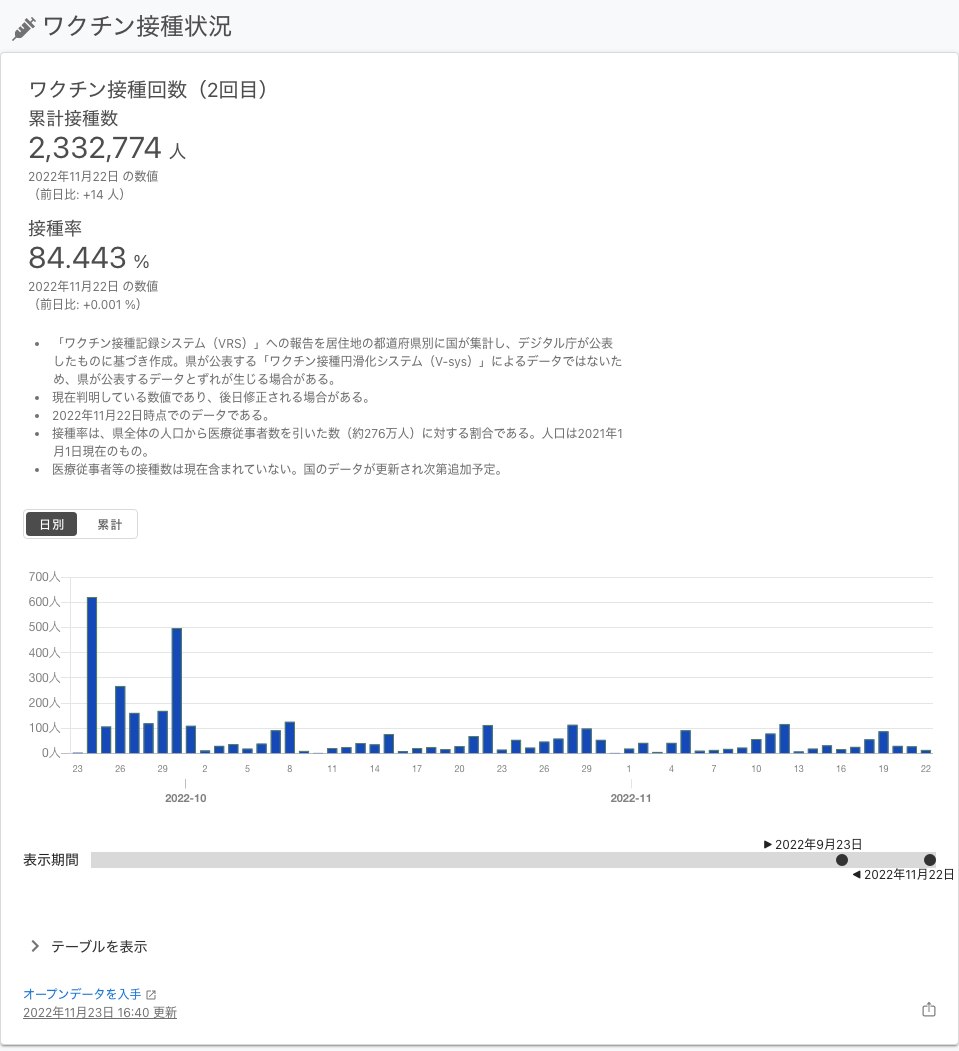 ワクチン接種状況
ワクチン接種回数（2回目）
累計接種数
2,332,774 人
2022年11月22日 の数値
（前日比: +14 人）
接種率
84.443 %
2022年11月22日 の数値
（前日比: +0.001 %）
• 「ワクチン接種記録システム（VRS）」への報告を居住地の都道府県別に国が集計し、デジタル庁が公表
したものに基づき作成。県が公表する「ワクチン接種円滑化システム（V-sys）」によるデータではないた
め、県が公表するデータとずれが生じる場合がある。
• 現在判明している数値であり、後日修正される場合がある。
• 2022年11月22日時点でのデータである。
• 接種率は、県全体の人口から医療従事者数を引いた数（約276万人）に対する割合である。人口は2021年1
月1日現在のもの。
• 医療従事者等の接種数は現在含まれていない。国のデータが更新され次第追加予定。
日別 累計
700人
600人
500人
400人
300人
200人
100人
0人
23 26 29 2 5 8 11 14 17 20 23 26 29 1 4 7 10 13 16 19 22
2022-10 2022-11
▶ 2022年9月23日
表示期間
◀ 2022年11月22日
テーブルを表示
オープンデータを入手
2022年11月23日 16:40 更新